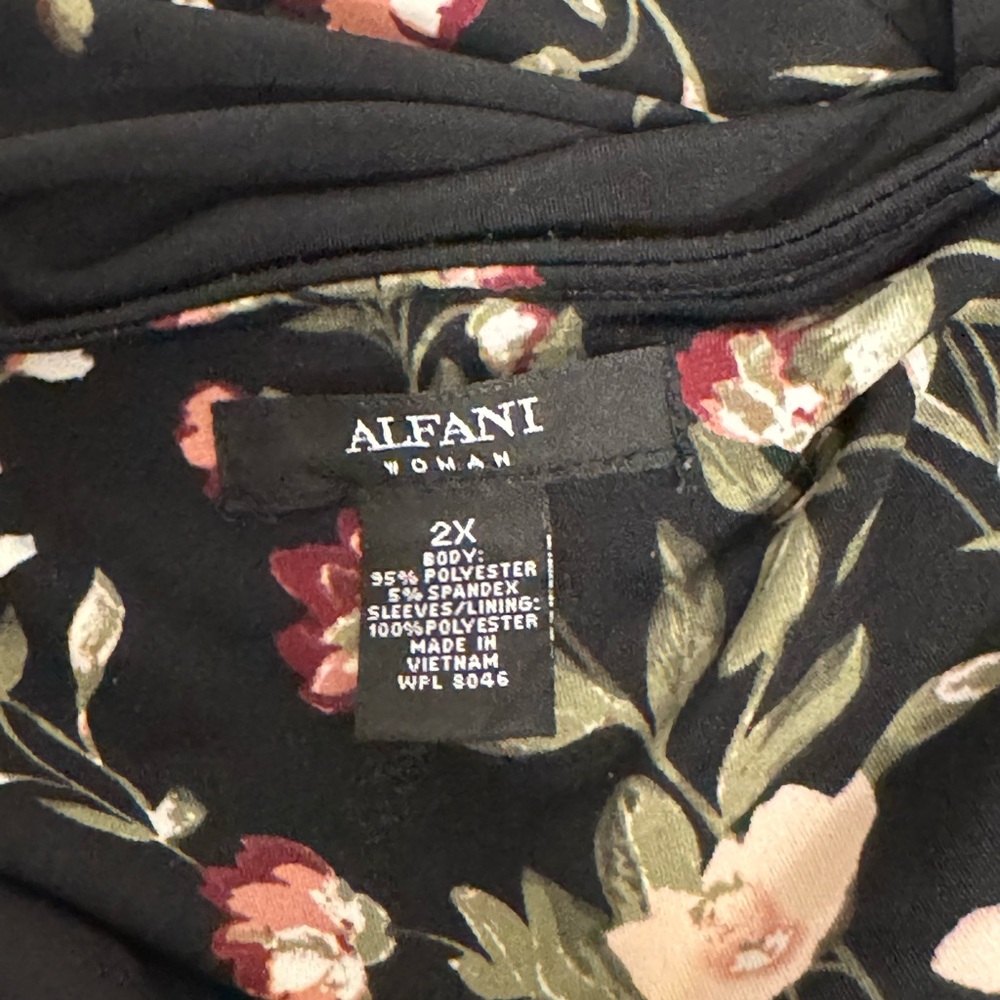 ALFANI
WOMAN
2X
BODY:
95% POLYESTER
5% SPANDEX
SLEEVES/LINING:
100% POLYESTER
MADE IN
VIETNAM
WPL 8046